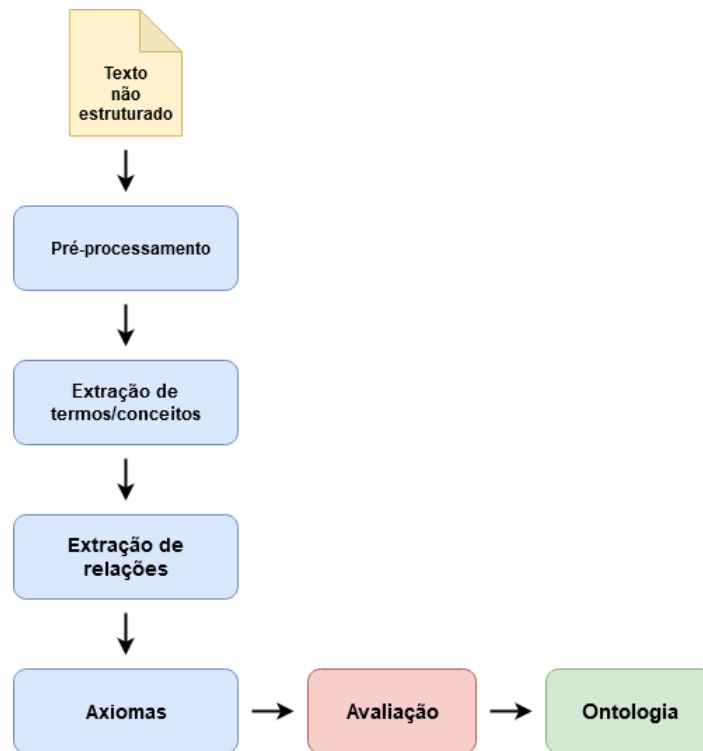 Texto
não
estruturado
Pré-processamento
Extração de
termos/conceitos
Extração de
relações
Axiomas
Avaliação
Ontologia